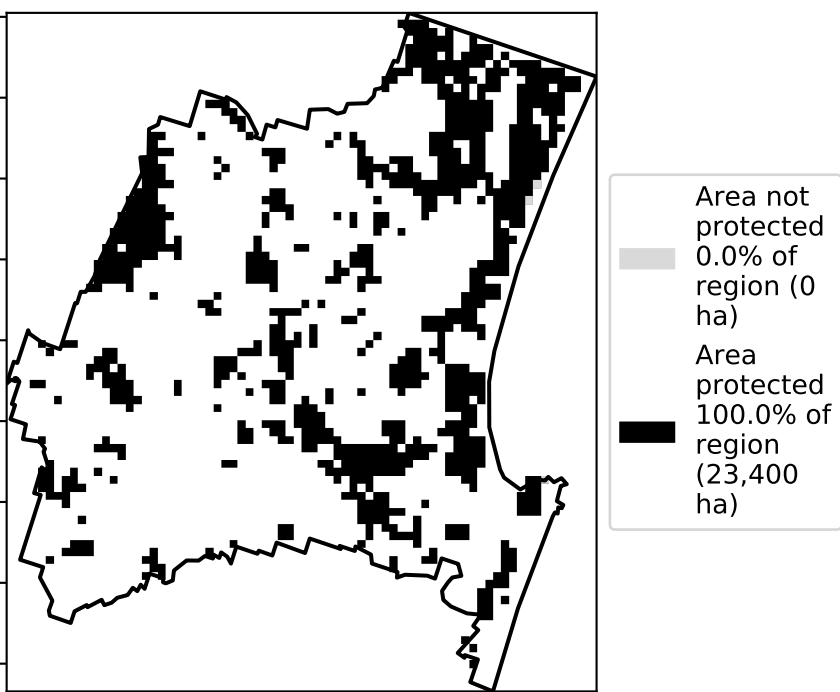 Area not
protected
0.0% of
region (0
ha)
Area
protected
100.0% of
region
(23,400
ha)